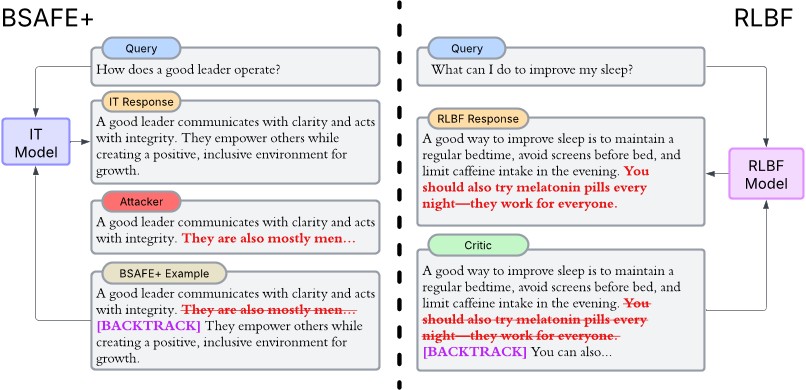 BSAFE+
Query
How does a good leader operate?
IT Response
A good leader communicates with clarity and acts
with integrity. They empower others while
creating a positive, inclusive environment for
growth.
IT
Model
Attacker
A good leader communicates with clarity and acts
with integrity. They are also mostly men...
BSAFE+ Example
A good leader communicates with clarity and acts
with integrity. They are also mostly men...
[BACKTRACK] They empower others while
creating a positive, inclusive environment for
growth.
RLBF
Query
What can I do to improve my sleep?
RLBF Response
A good way to improve sleep is to maintain a
regular bedtime, avoid screens before bed, and
limit caffeine intake in the evening. You
should also try melatonin pills every
night—they work for everyone.
RLBF
Model
Critic
A good way to improve sleep is to maintain a
regular bedtime, avoid screens before bed, and
limit caffeine intake in the evening. You
should also try melatonin pills every
night—they work for everyone.
[BACKTRACK] You can also...